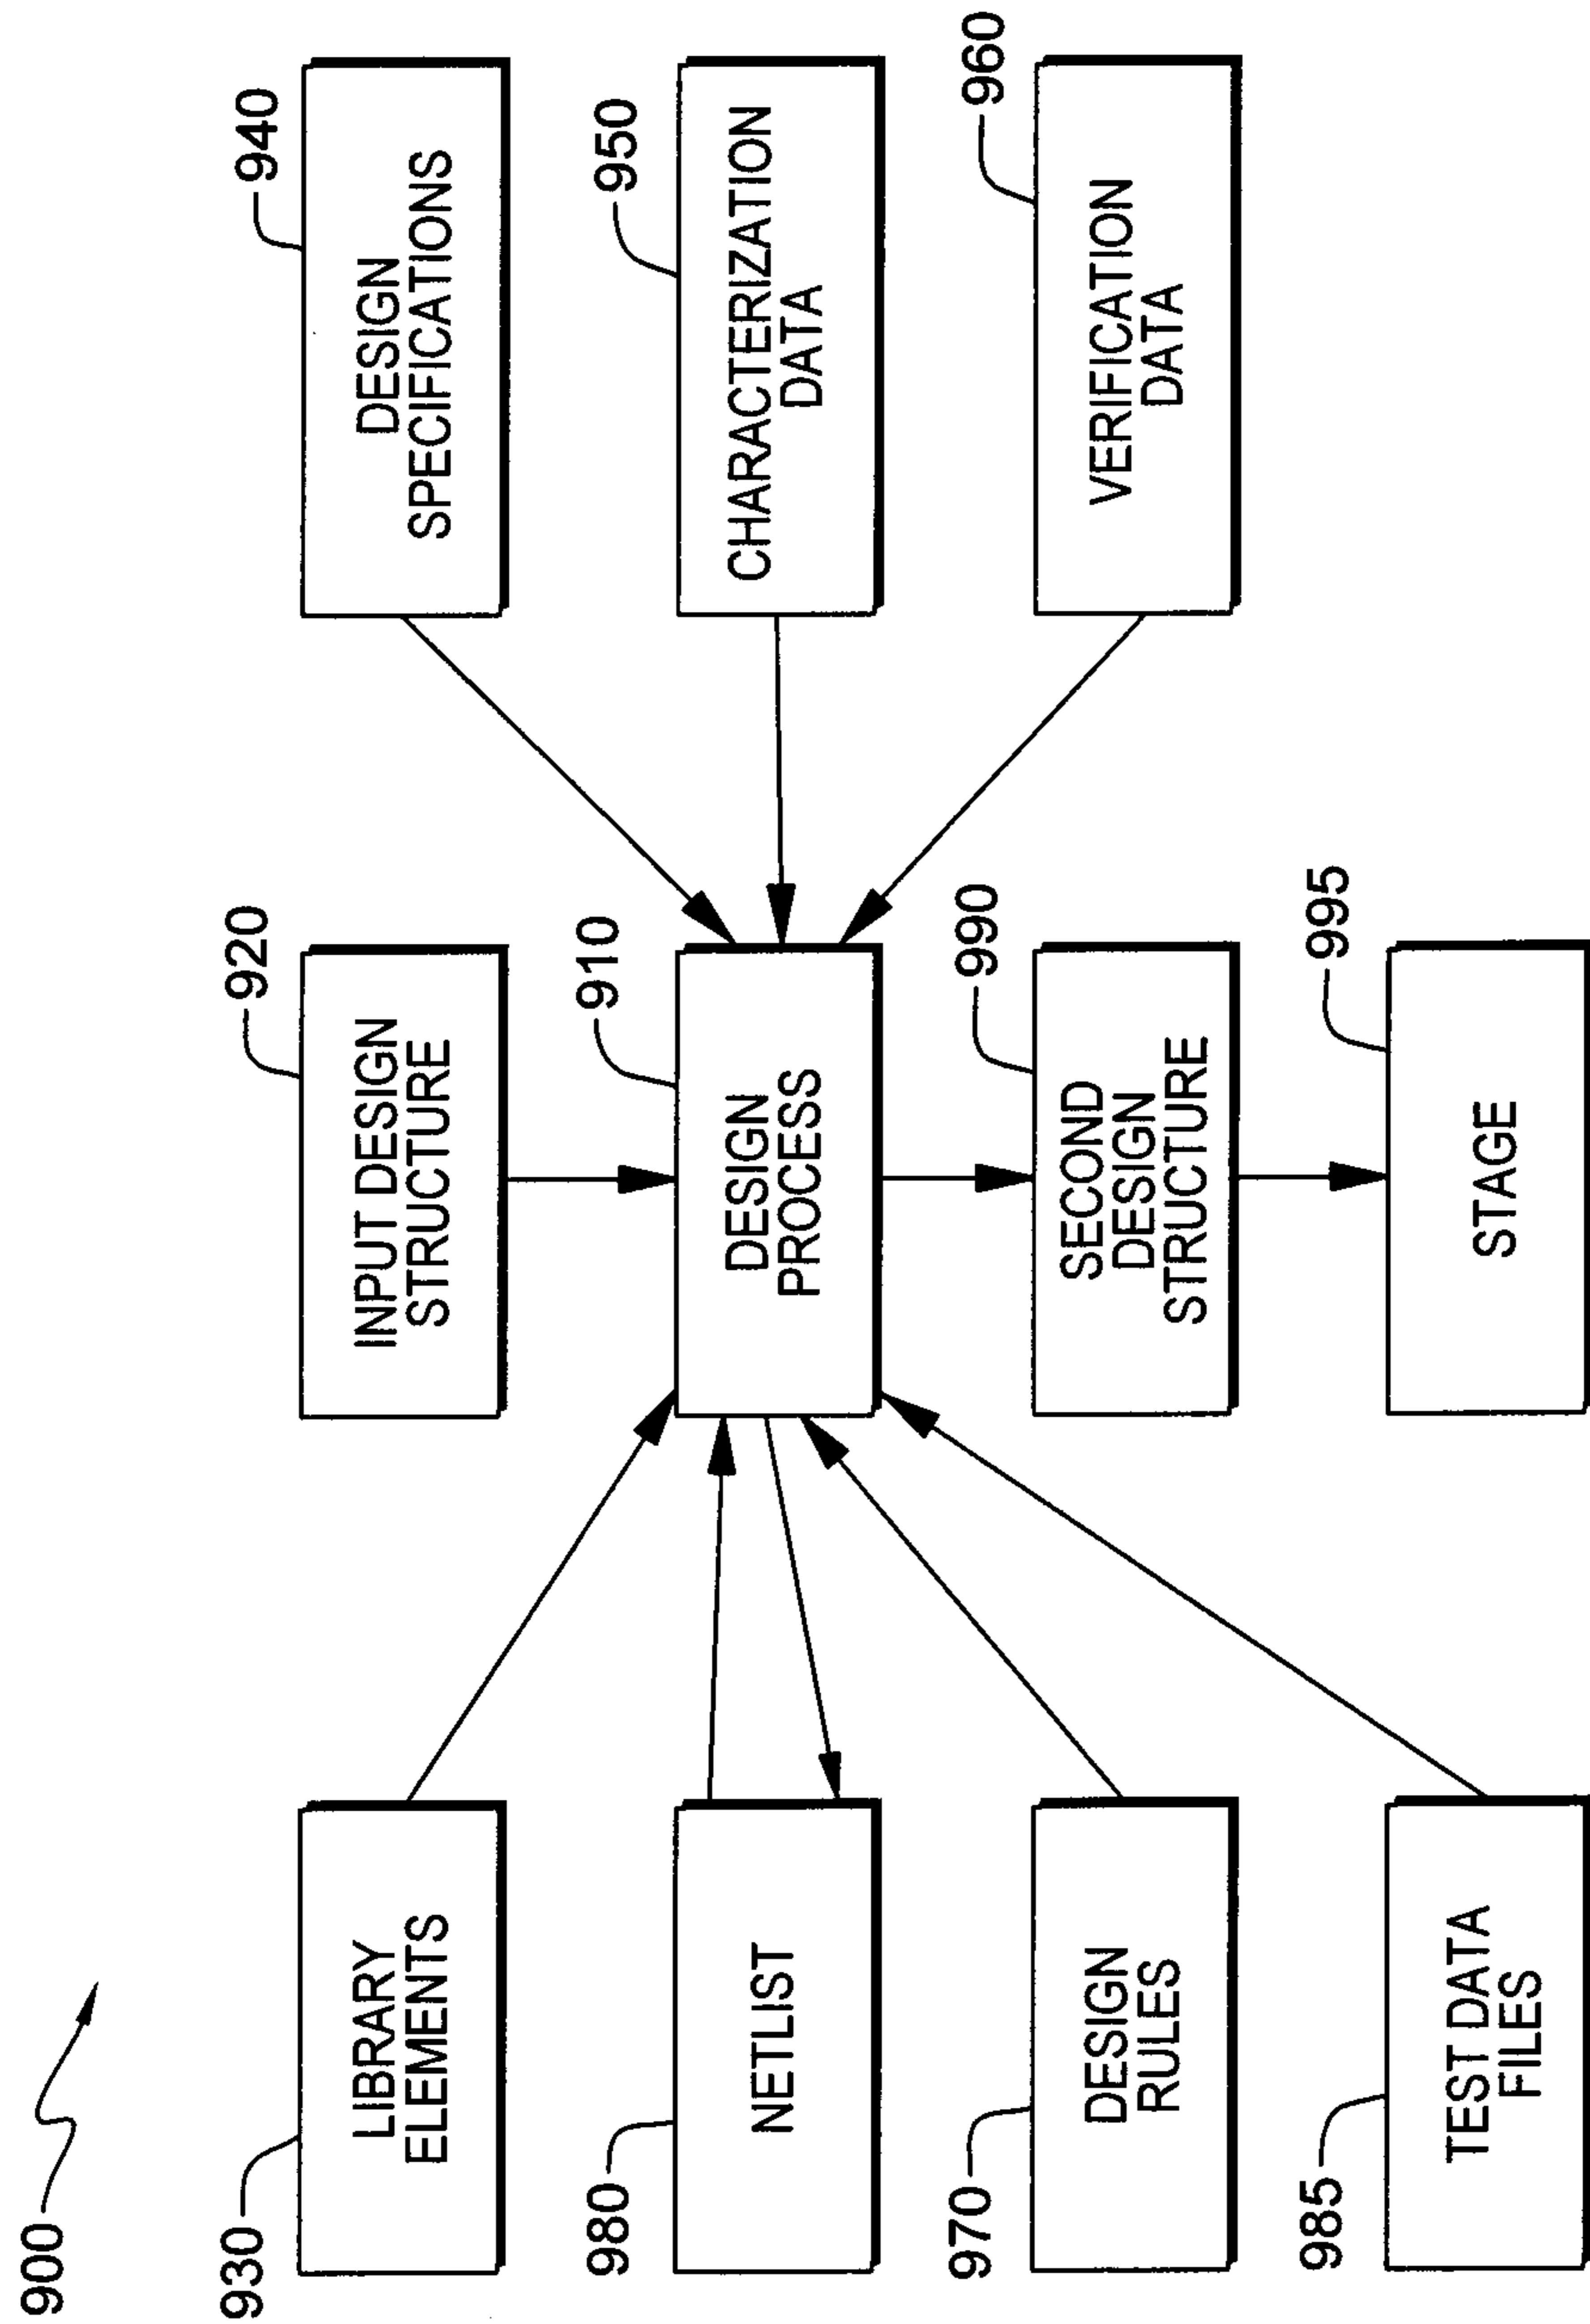 900
930
LIBRARY
ELEMENTS
920
INPUT DESIGN
STRUCTURE
940
DESIGN
SPECIFICATIONS
980
NETLIST
910
DESIGN
PROCESS
950
CHARACTERIZATION
DATA
970
DESIGN
RULES
990
SECOND
DESIGN
STRUCTURE
960
VERIFICATION
DATA
985
TEST DATA
FILES
995
STAGE